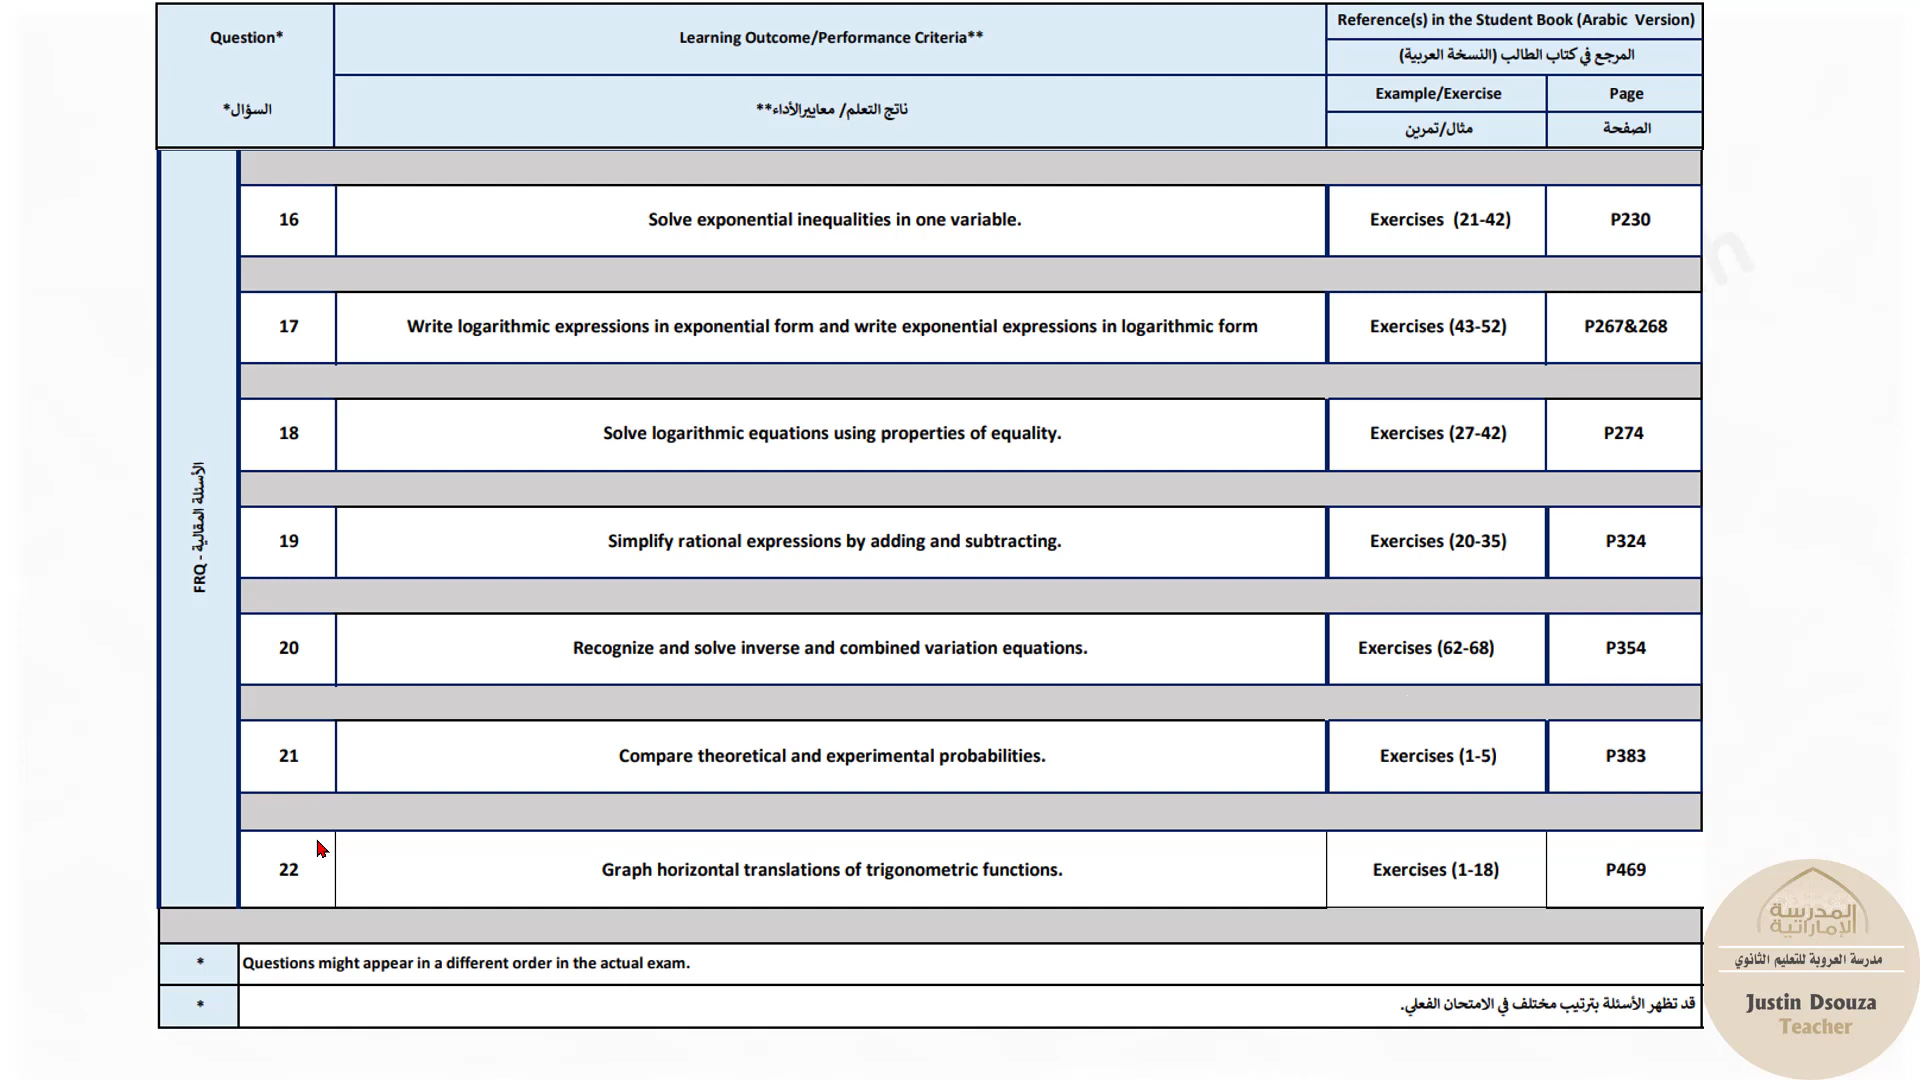 Question*
Learning Outcome/Performance Criteria**
Reference(s) in the Student Book (Arabic Version)
المرجع في كتاب الطالب (النسخة العربية)
السؤال*
ناتج التعلم/ معاييرالأداء**
Example/Exercise
Page
مثال/تمرين
الصفحة
الأسئلة المقالية - FRQ
16
Solve exponential inequalities in one variable.
Exercises (21-42)
P230
17
Write logarithmic expressions in exponential form and write exponential expressions in logarithmic form
Exercises (43-52)
P267&268
18
Solve logarithmic equations using properties of equality.
Exercises (27-42)
P274
19
Simplify rational expressions by adding and subtracting.
Exercises (20-35)
P324
20
Recognize and solve inverse and combined variation equations.
Exercises (62-68)
P354
21
Compare theoretical and experimental probabilities.
Exercises (1-5)
P383
22
Graph horizontal translations of trigonometric functions.
Exercises (1-18)
P469
*
Questions might appear in a different order in the actual exam.
*
قد تظهر الأسئلة بترتيب مختلف في الامتحان الفعلي.
المدرسة
الإماراتية
مدرسة العروبة للتعليم الثانوي
Justin Dsouza
Teacher